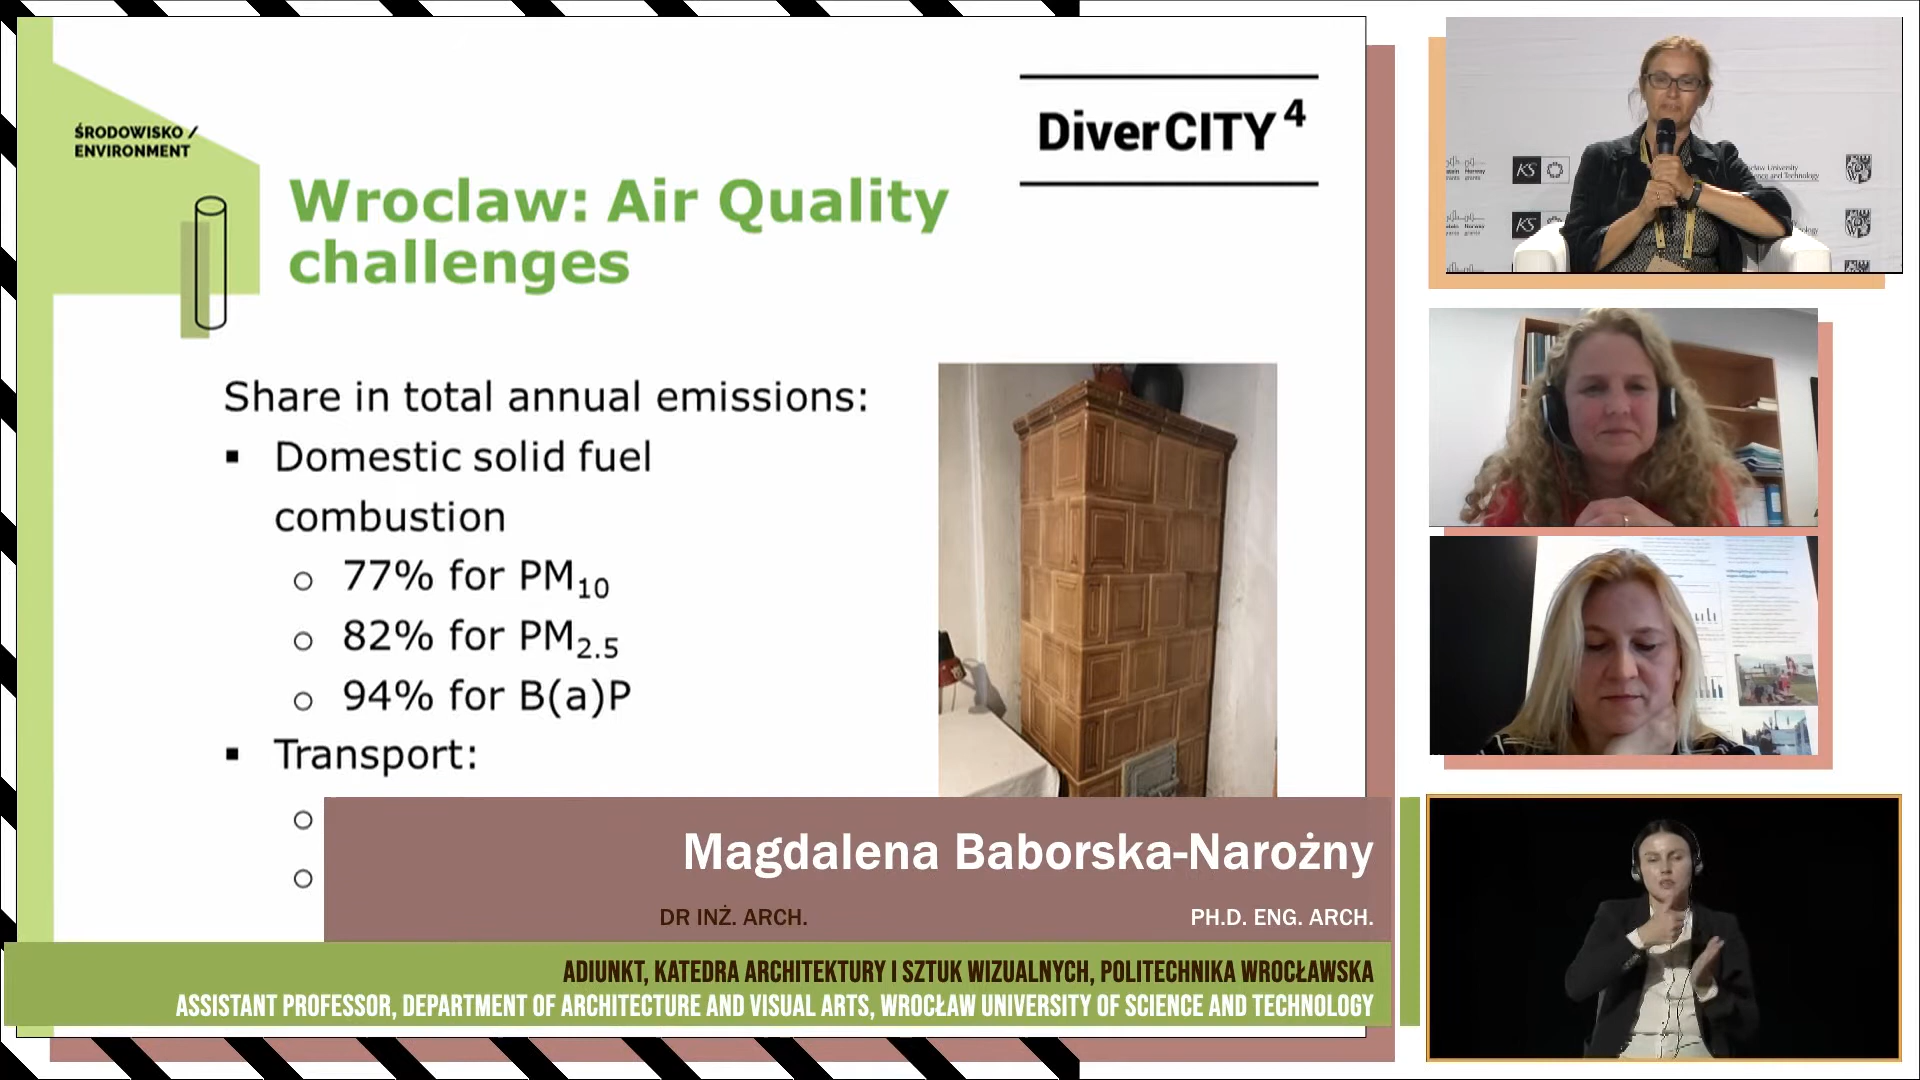 ŚRODOWISKO /
ENVIRONMENT
DiverCITY⁴
Wroclaw: Air Quality
challenges
Share in total annual emissions:
▪ Domestic solid fuel
combustion
○ 77% for PM₁₀
○ 82% for PM₂.₅
○ 94% for B(a)P
▪ Transport:
Magdalena Baborska-Narożny
DR INŻ. ARCH. PH.D. ENG. ARCH.
ADIUNKT, KATEDRA ARCHITEKTURY I SZTUK WIZUALNYCH, POLITECHNIKA WROCŁAWSKA
ASSISTANT PROFESSOR, DEPARTMENT OF ARCHITECTURE AND VISUAL ARTS, WROCŁAW UNIVERSITY OF SCIENCE AND TECHNOLOGY
KS
KS